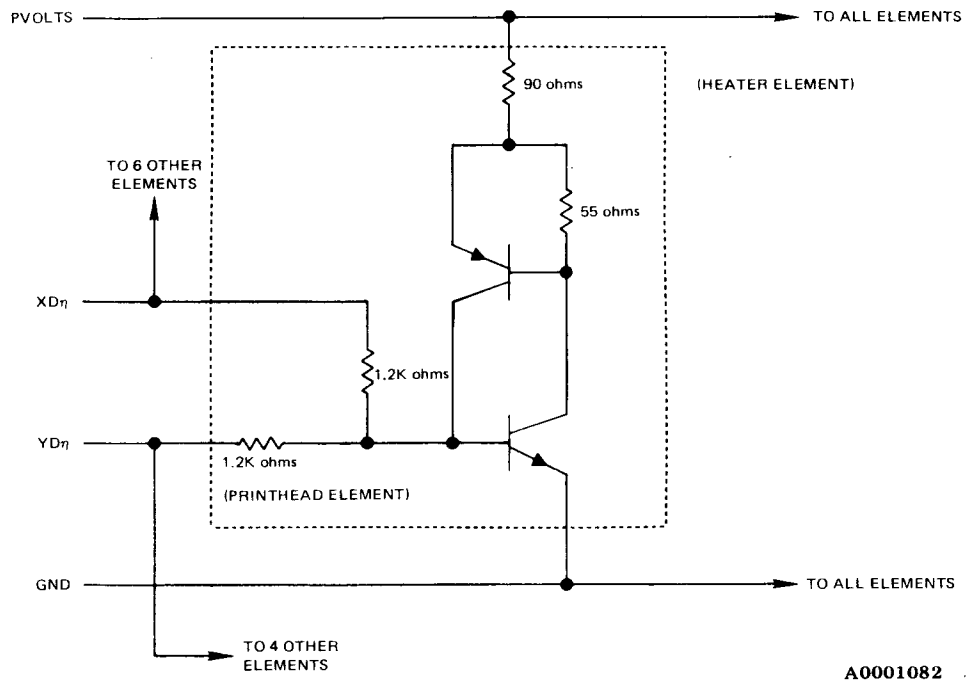 PVOLTS
TO ALL ELEMENTS
90 ohms
(HEATER ELEMENT)
TO 6 OTHER
ELEMENTS
55 ohms
XDη
1.2K ohms
YDη
1.2K ohms
(PRINTHEAD ELEMENT)
GND
TO ALL ELEMENTS
TO 4 OTHER
ELEMENTS
A0001082